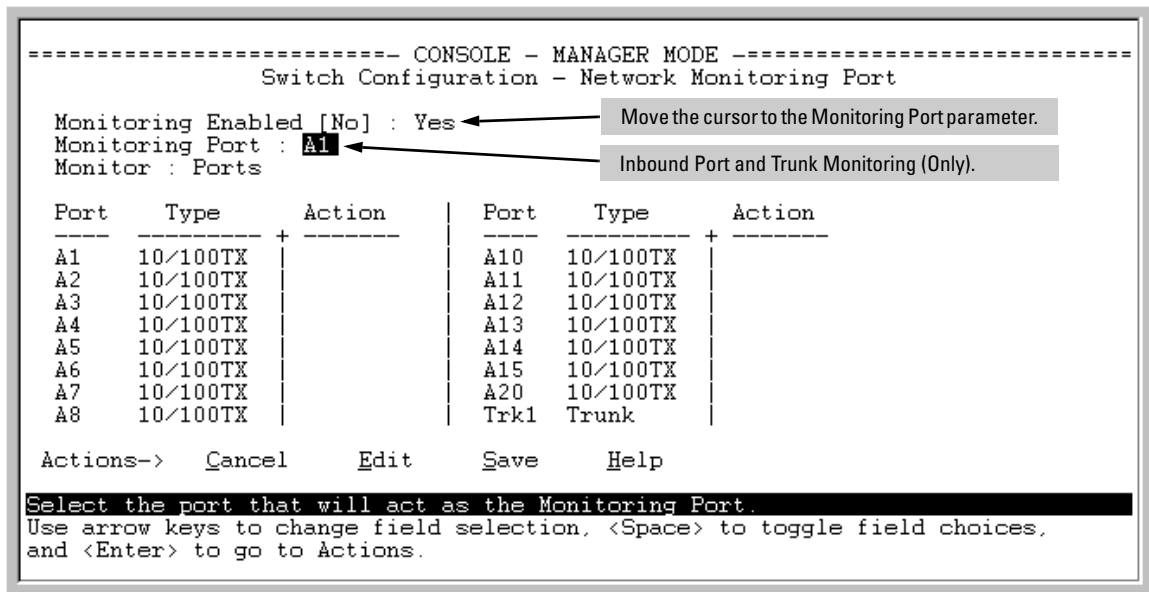 ===========================- CONSOLE - MANAGER MODE -============================
Switch Configuration - Network Monitoring Port
Monitoring Enabled [No] : Yes
Move the cursor to the Monitoring Port parameter.
Monitoring Port : A1
Inbound Port and Trunk Monitoring (Only).
Monitor : Ports
Port Type Action | Port Type Action
---- --------- + ------- | ---- --------- + -------
A1 10/100TX | | A10 10/100TX |
A2 10/100TX | | A11 10/100TX |
A3 10/100TX | | A12 10/100TX |
A4 10/100TX | | A13 10/100TX |
A5 10/100TX | | A14 10/100TX |
A6 10/100TX | | A15 10/100TX |
A7 10/100TX | | A20 10/100TX |
A8 10/100TX | | Trk1 Trunk |
Actions-> Cancel Edit Save Help
Select the port that will act as the Monitoring Port.
Use arrow keys to change field selection, <Space> to toggle field choices,
and <Enter> to go to Actions.